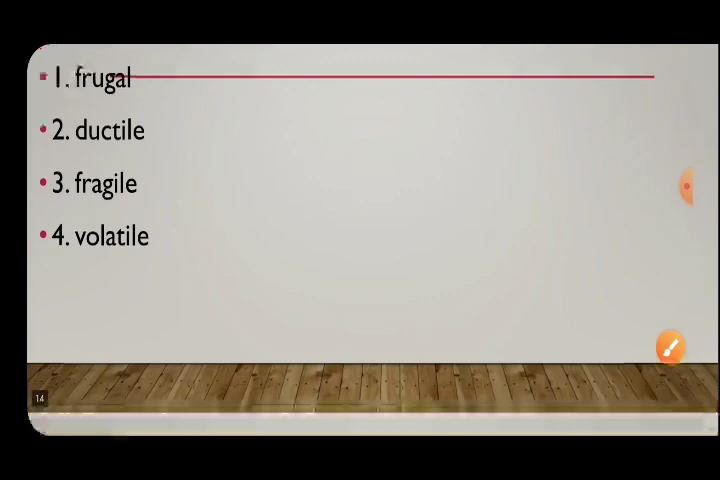 1. frugal
2. ductile
3. fragile
4. volatile
14